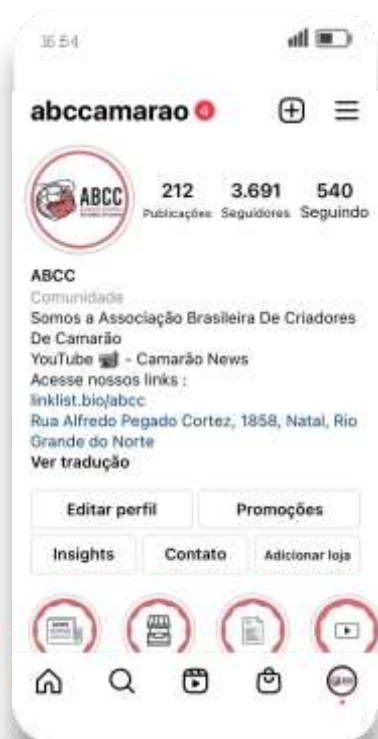 16:54
abccamarao 4
ABCC
212 3.691 540
Publicações Seguidores Seguindo
ABCC
Comunidade
Somos a Associação Brasileira De Criadores
De Camarão
YouTube 📹 - Camarão News
Acesse nossos links :
linklist.bio/abcc
Rua Alfredo Pegado Cortez, 1858, Natal, Rio
Grande do Norte
Ver tradução
Editar perfil Promoções
Insights Contato Adicionar loja